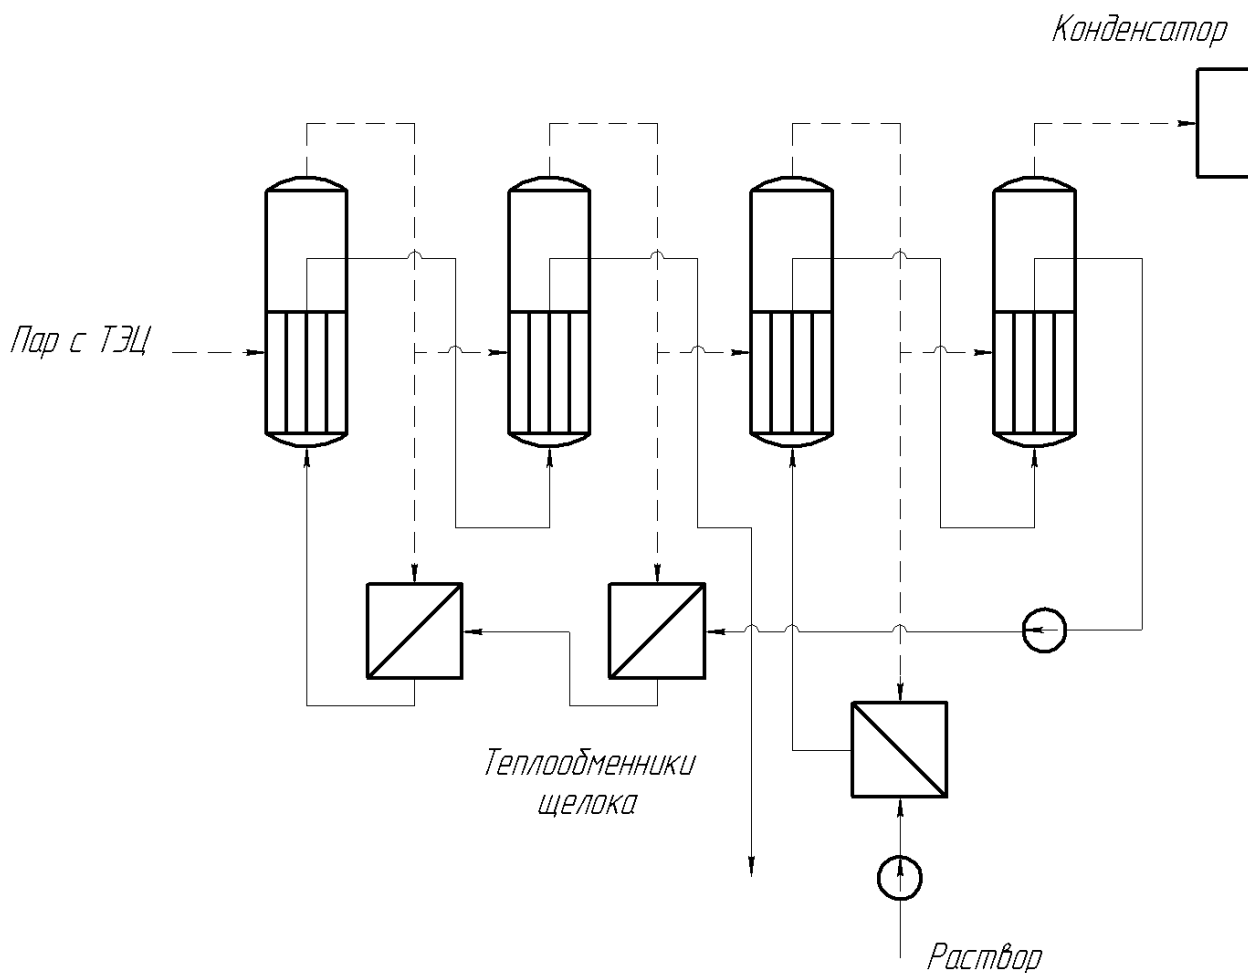 Конденсатор
Пар с ТЭЦ
Теплообменники
щелока
Раствор